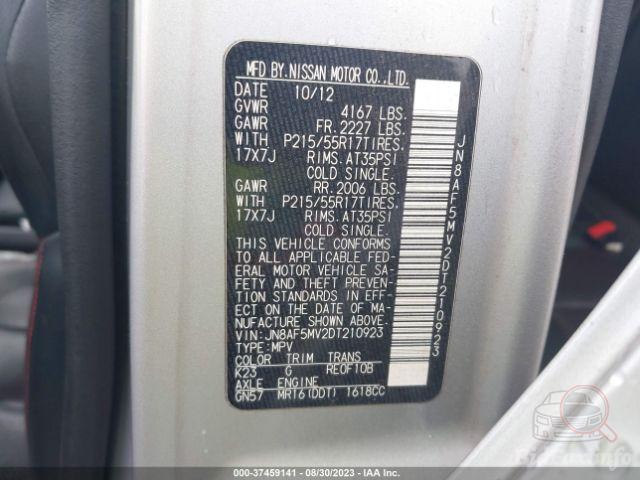 MFD BY.NISSAN MOTOR CO.,LTD.
DATE 10/12
GVWR 4167 LBS.
GAWR FR.2227 LBS.
WITH P215/55R17TIRES.
17X7J RIMS.AT35PSI
COLD SINGLE.
GAWR RR.2006 LBS.
WITH P215/55R17TIRES.
17X7J RIMS.AT35PSI
COLD SINGLE.
THIS VEHICLE CONFORMS
TO ALL APPLICABLE FED-
ERAL MOTOR VEHICLE SA-
FETY AND THEFT PREVEN-
TION STANDARDS IN EFF-
ECT ON THE DATE OF MA-
NUFACTURE SHOWN ABOVE.
VIN:JN8AF5MV2DT210923
TYPE:MPV
COLOR TRIM TRANS
K23 G RE0F10B
AXLE ENGINE
GN57 MR16(DDT) 1618CC
JN8AF5MV2DT210923
000-37459141 - 08/30/2023 - IAA Inc.
BidFax.info